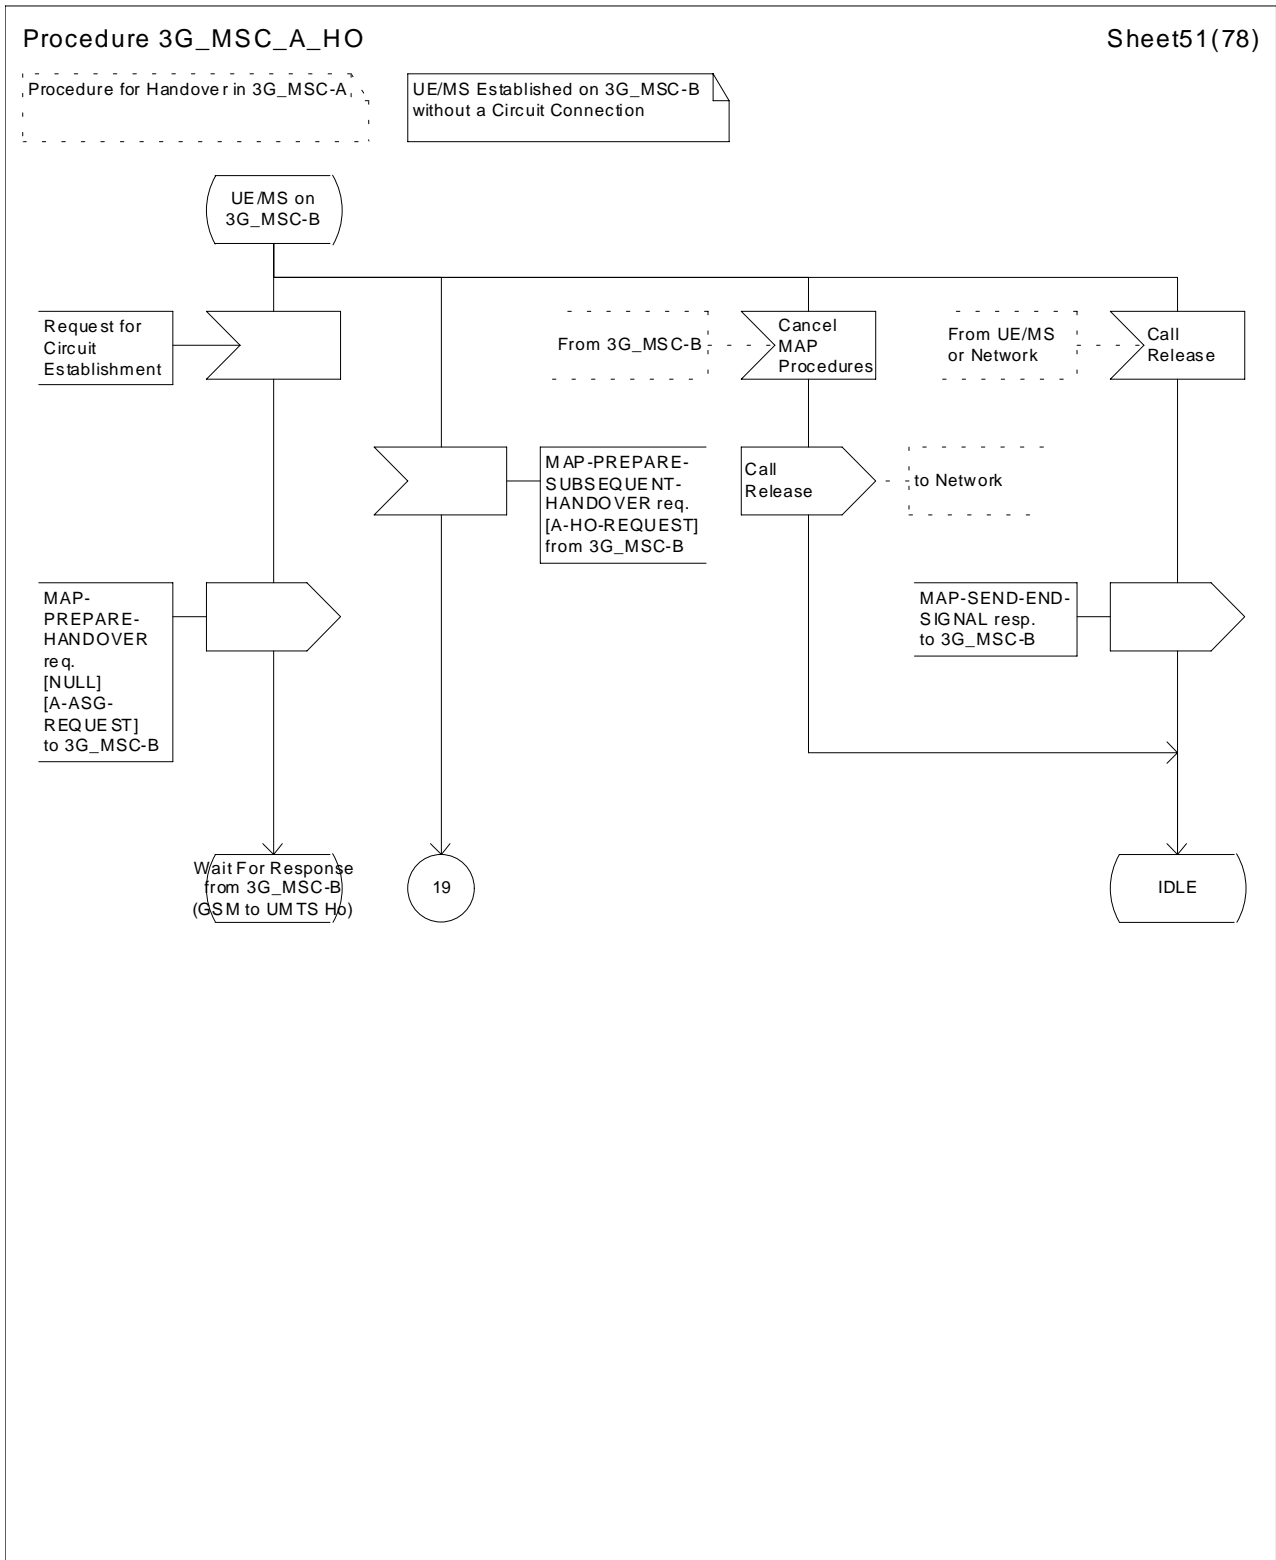 Procedure 3G_MSC_A_HO
Sheet51(78)
Procedure for Handover in 3G_MSC-A
UE/MS Established on 3G_MSC-B
without a Circuit Connection
UE/MS on
3G_MSC-B
Request for
Circuit
Establishment
From 3G_MSC-B
Cancel
MAP
Procedures
From UE/MS
or Network
Call
Release
MAP-PREPARE-
SUBSEQUENT-
HANDOVER req.
[A-HO-REQUEST]
from 3G_MSC-B
Call
Release
to Network
MAP-
PREPARE-
HANDOVER
req.
[NULL]
[A-ASG-
REQUEST]
to 3G_MSC-B
MAP-SEND-END-
SIGNAL resp.
to 3G_MSC-B
Wait For Response
from 3G_MSC-B
(GSM to UMTS Ho)
19
IDLE